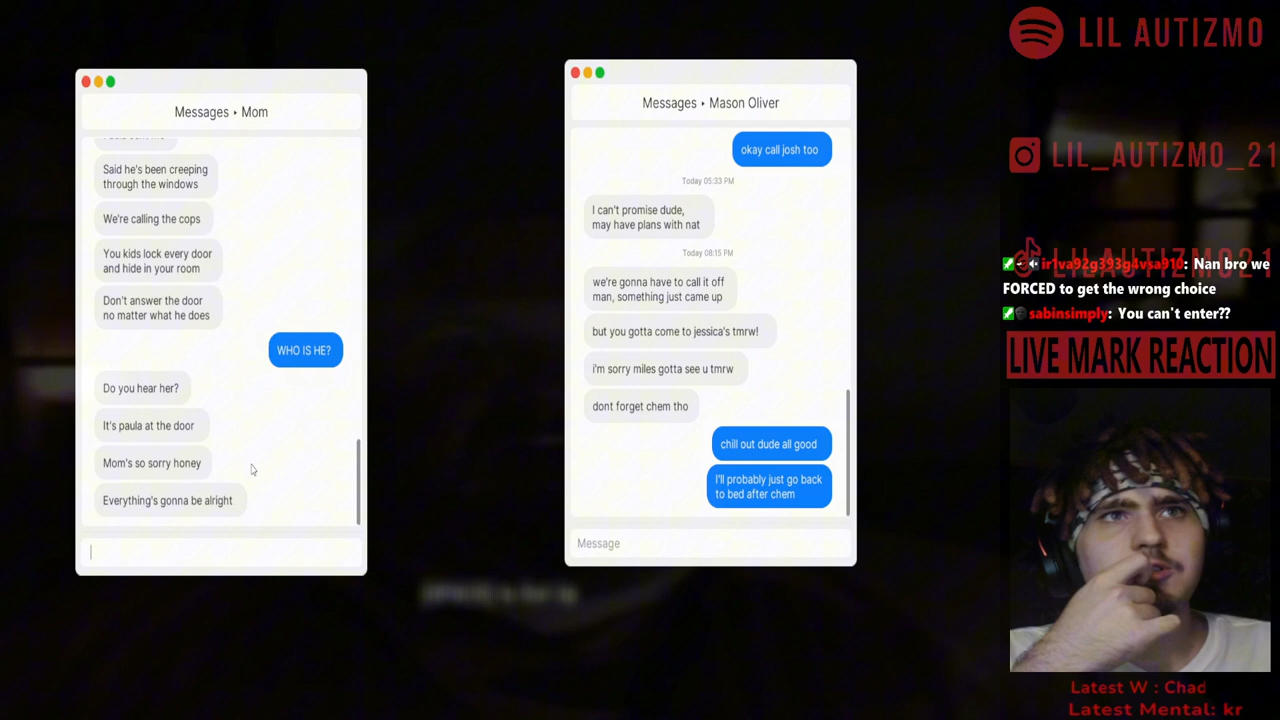 Messages ‣ Mom
Said he's been creeping
through the windows
We're calling the cops
You kids lock every door
and hide in your room
Don't answer the door
no matter what he does
WHO IS HE?
Do you hear her?
It's paula at the door
Mom's so sorry honey
Everything's gonna be alright
Messages ‣ Mason Oliver
okay call josh too
Today 05:33 PM
I can't promise dude,
may have plans with nat
Today 08:15 PM
we're gonna have to call it off
man, something just came up
but you gotta come to jessica's tmrw!
i'm sorry miles gotta see u tmrw
dont forget chem tho
chill out dude all good
I'll probably just go back
to bed after chem
Message
LIL AUTIZMO
LIL_AUTIZMO_21
LILAUTIZMO21
ir1va92g393g4vsa910: Nan bro we
FORCED to get the wrong choice
sabinsimply: You can't enter??
LIVE MARK REACTION
Latest W : Chad
Latest Mental: kr